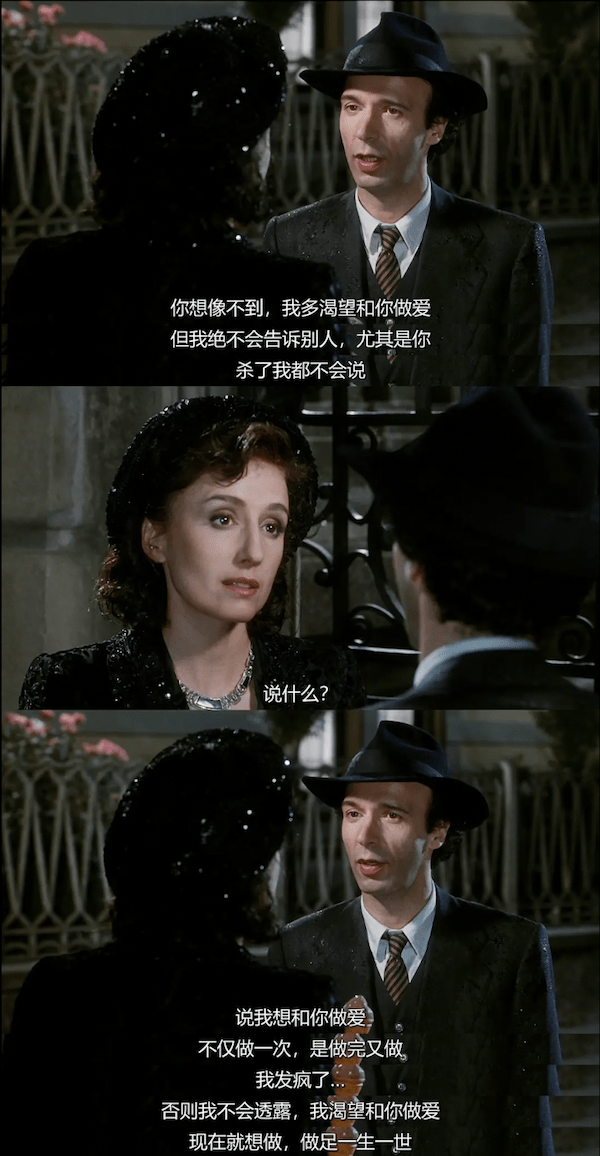 你想像不到，我多渴望和你做爱
但我绝不会告诉别人，尤其是你
杀了我都不会说
说什么？
说我想和你做爱
不仅做一次，是做完又做
我发疯了...
否则我不会透露，我渴望和你做爱
现在就想做，做足一生一世